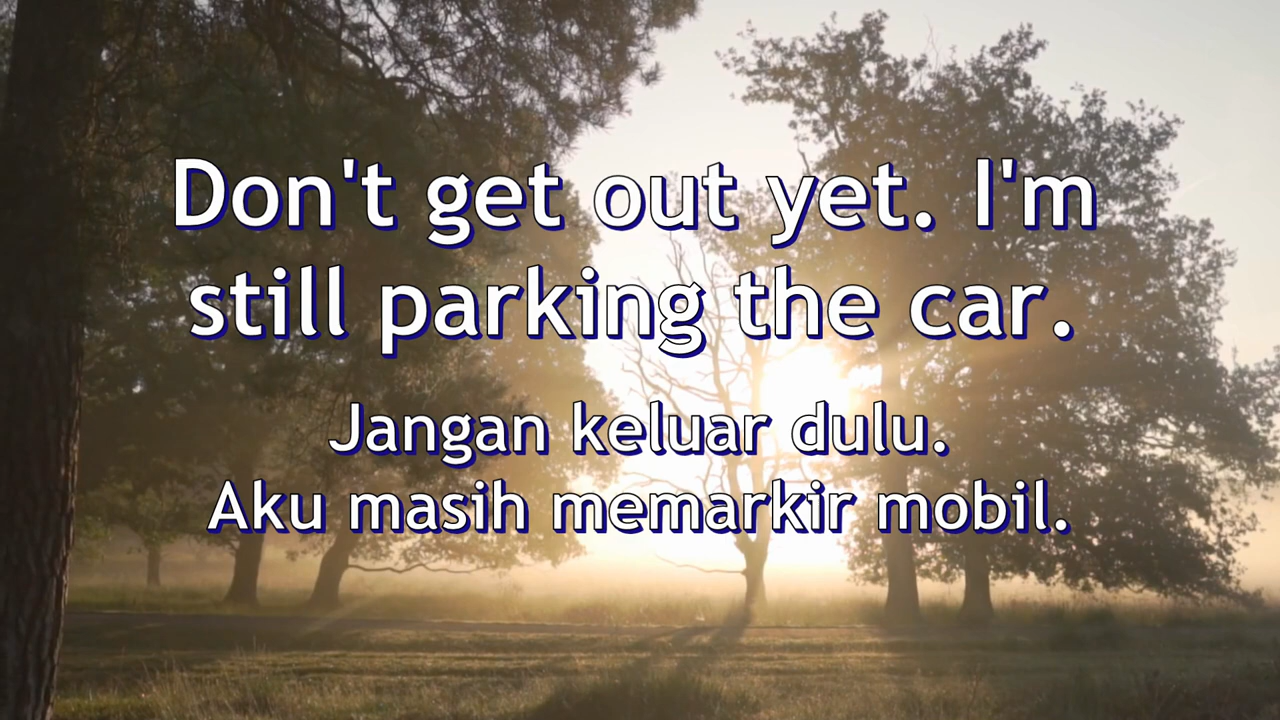 Don't get out yet. I'm
still parking the car.
Jangan keluar dulu.
Aku masih memarkir mobil.